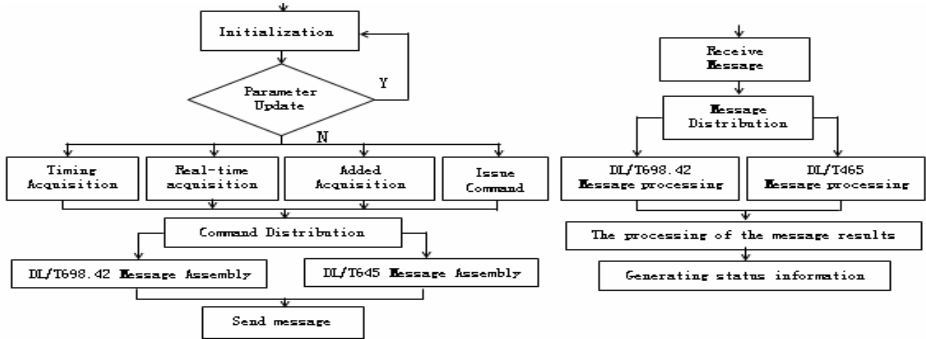 Initialization
Parameter
Update
Y
N
Timing
Acquisition
Real-time
acquisition
Added
Acquisition
Issue
Command
Command Distribution
DL/T698.42 Message Assembly
DL/T645 Message Assembly
Send message
Receive
Message
Message
Distribution
DL/T698.42
Message processing
DL/T465
Message processing
The processing of the message results
Generating status information